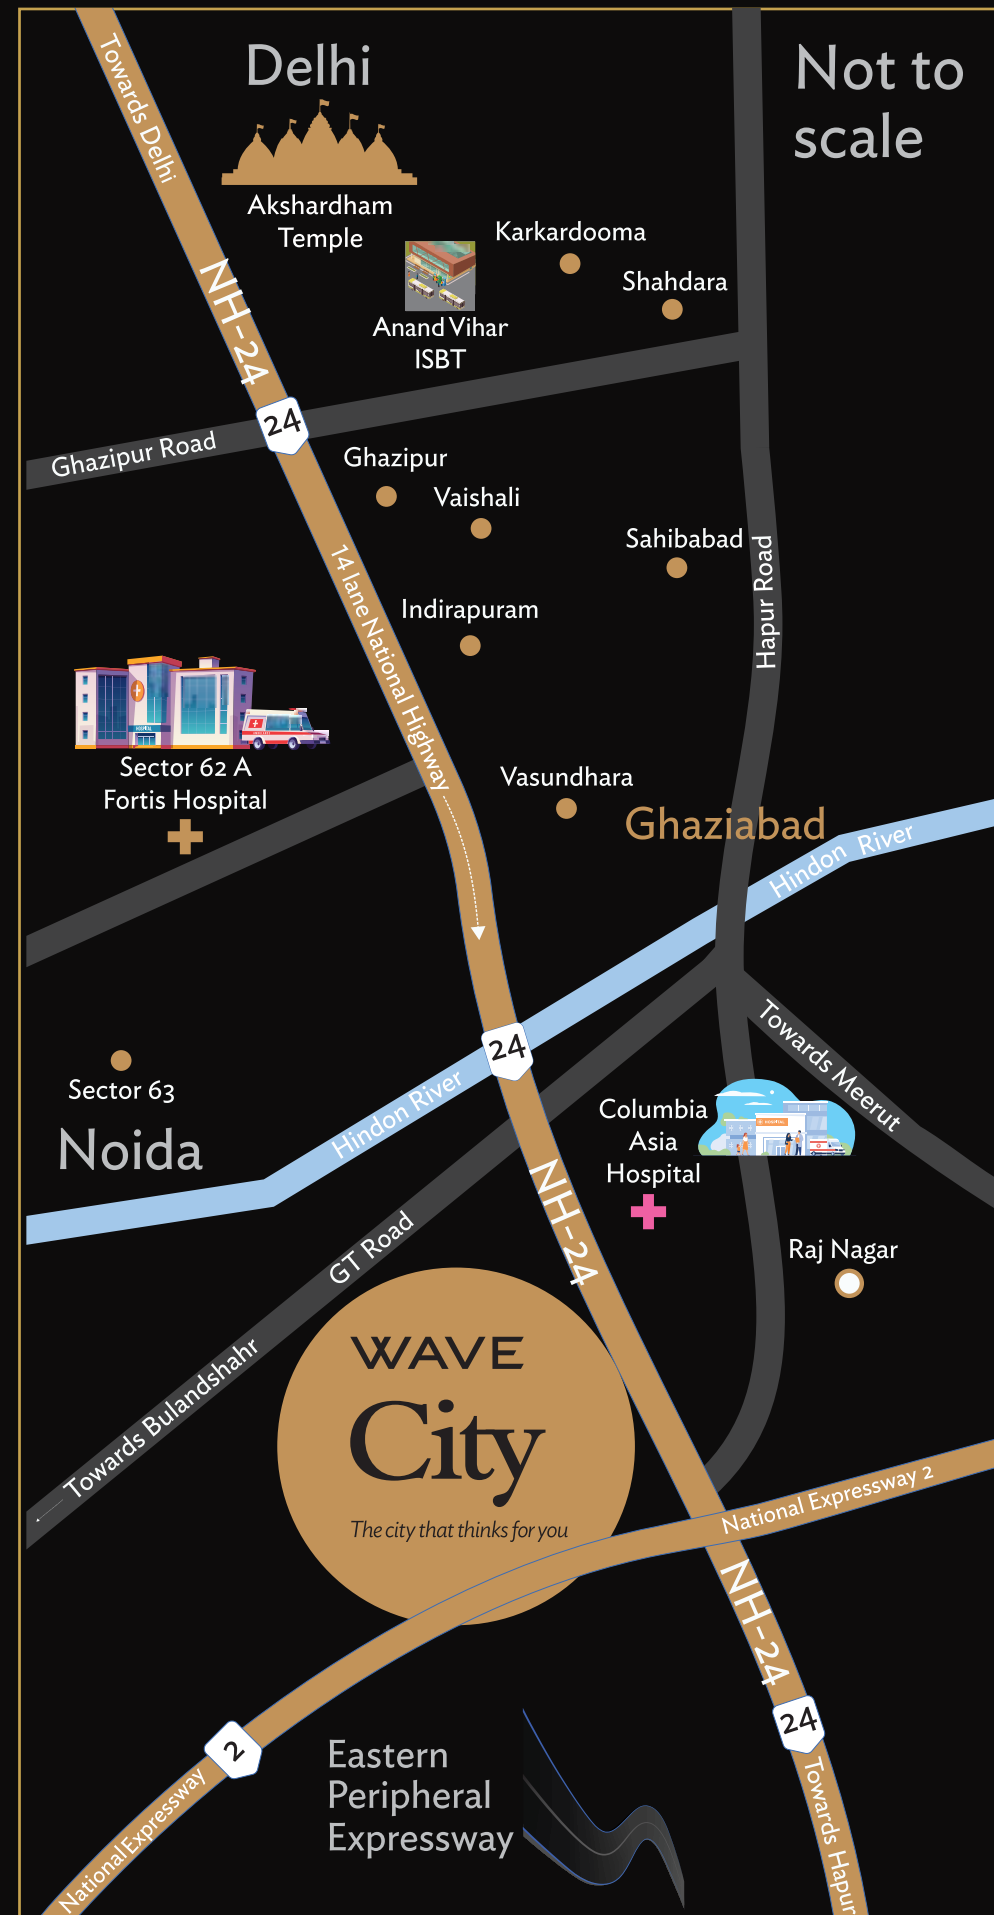 Delhi
Not to
scale
Towards Delhi
Akshardham
Temple
Karkardooma
Shahdara
NH-24
Anand Vihar
ISBT
24
Ghazipur Road
Ghazipur
Vaishali
Sahibabad
Hapur Road
14 lane National Highway
Indirapuram
HOSPITAL
Sector 62 A
Fortis Hospital
Vasundhara
Ghaziabad
Hindon River
24
Towards Meerut
Sector 63
Noida
Hindon River
Columbia
Asia
Hospital
HOSPITAL
NH-24
GT Road
Raj Nagar
Towards Bulandshahr
WAVE
City
The city that thinks for you
National Expressway 2
NH-24
24
2
Eastern
Peripheral
Expressway
NationalExpressway
Towards Hapur